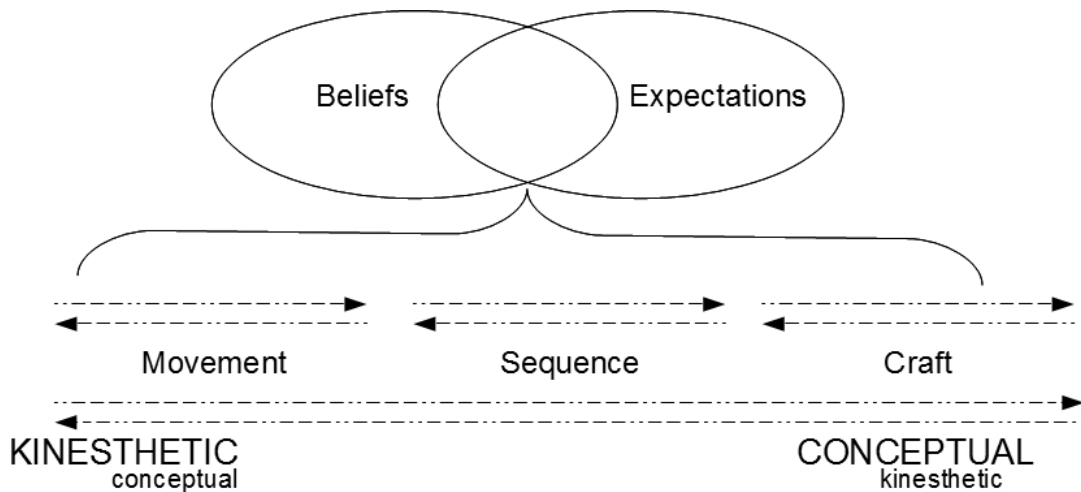 Beliefs Expectations
Movement Sequence Craft
KINESTHETIC CONCEPTUAL
conceptual kinesthetic